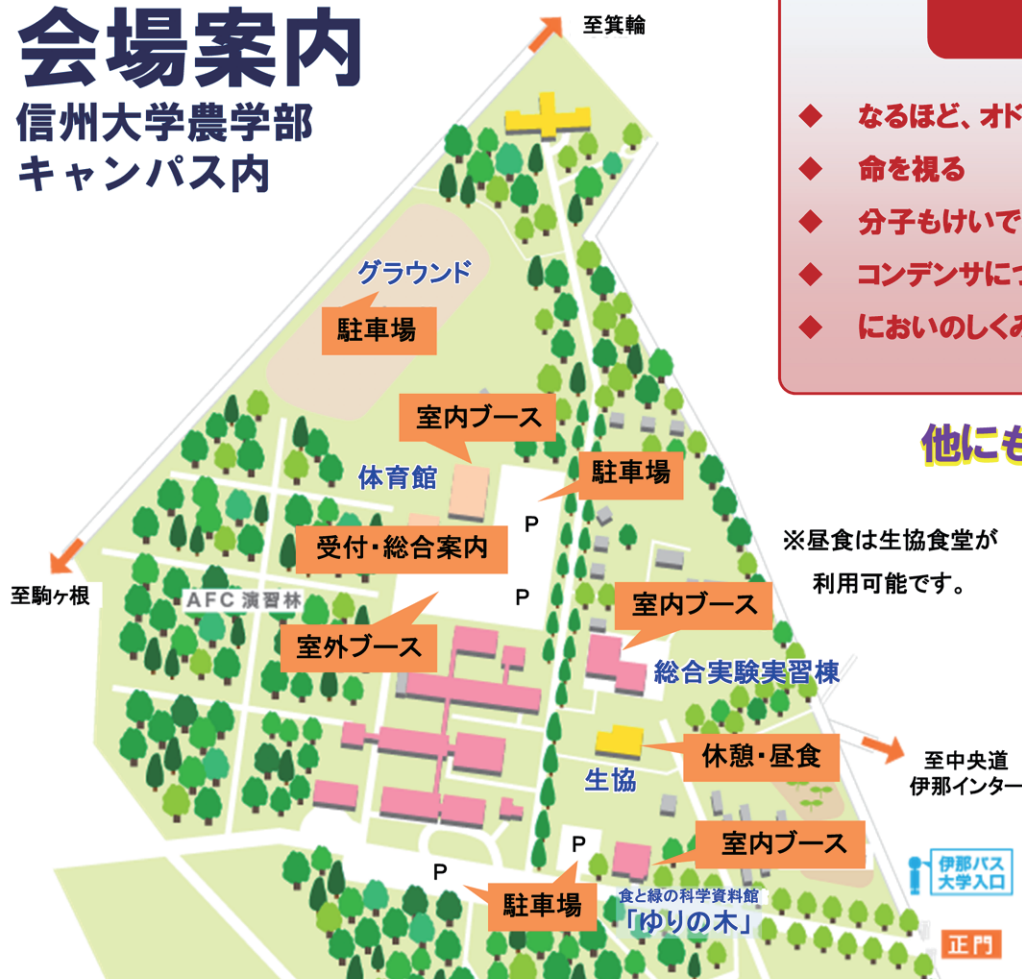 会場案内
信州大学農学部
キャンパス内
至箕輪
なるほど、オド
命を視る
分子もけいで
コンデンサにつ
においのしくみ
グラウンド
駐車場
室内ブース
他にも
体育館
駐車場
P
受付・総合案内
※昼食は生協食堂が
利用可能です。
至駒ヶ根
AFC 演習林
P
室内ブース
室外ブース
総合実験実習棟
休憩・昼食
生協
至中央道
伊那インター
P
室内ブース
伊那バス
大学入口
P
駐車場
食と緑の科学資料館
「ゆりの木」
正門